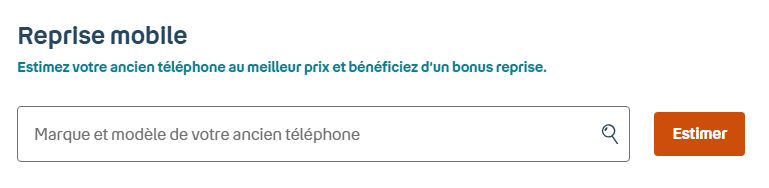 Reprise mobile
Estimez votre ancien téléphone au meilleur prix et bénéficiez d'un bonus reprise.
Marque et modèle de votre ancien téléphone
Estimer